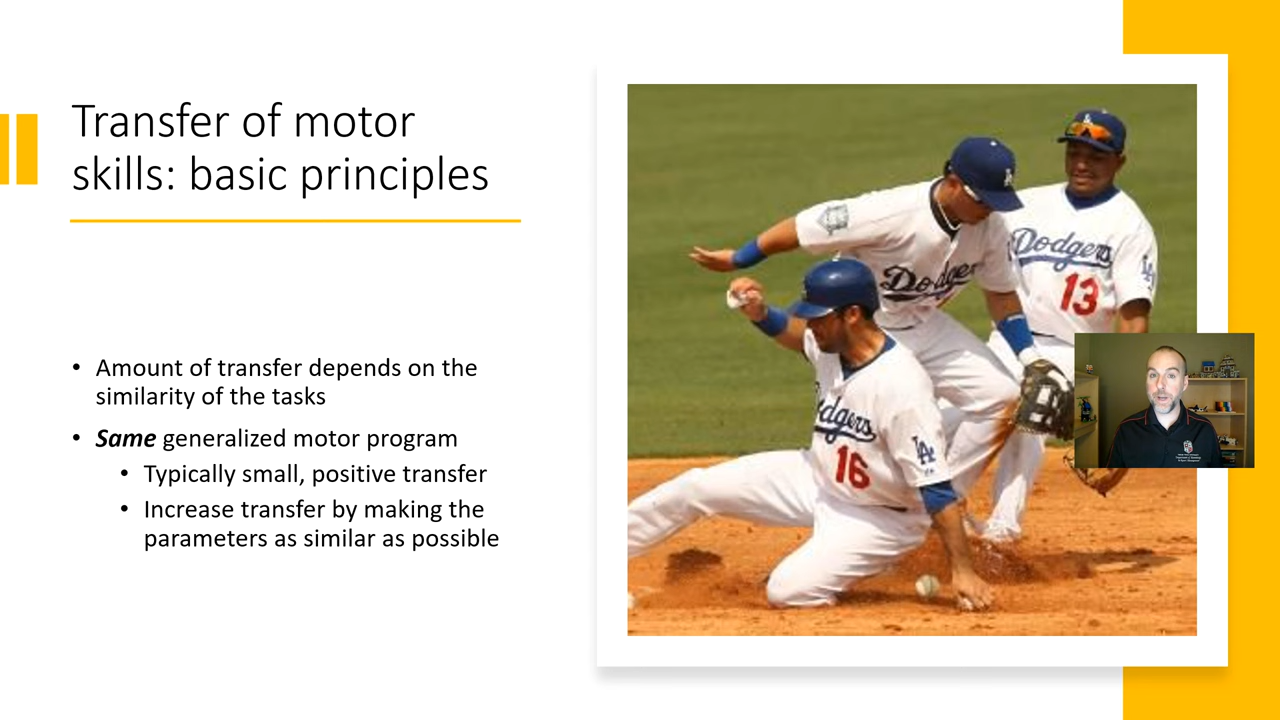 Transfer of motor
skills: basic principles
• Amount of transfer depends on the
similarity of the tasks
• Same generalized motor program
• Typically small, positive transfer
• Increase transfer by making the
parameters as similar as possible
LA
Dodgers
13
LA
Dodgers
LA
16